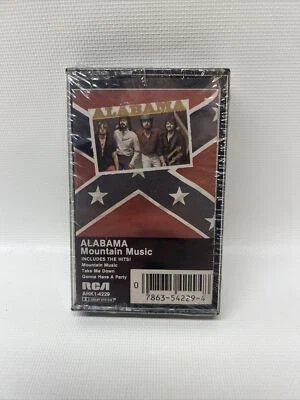 ALABAMA
ALABAMA
Mountain Music
INCLUDES THE HITS!
Mountain Music
Take Me Down
Gonna Have A Party
RCA
AHK1-4229
0 7863-54229-4